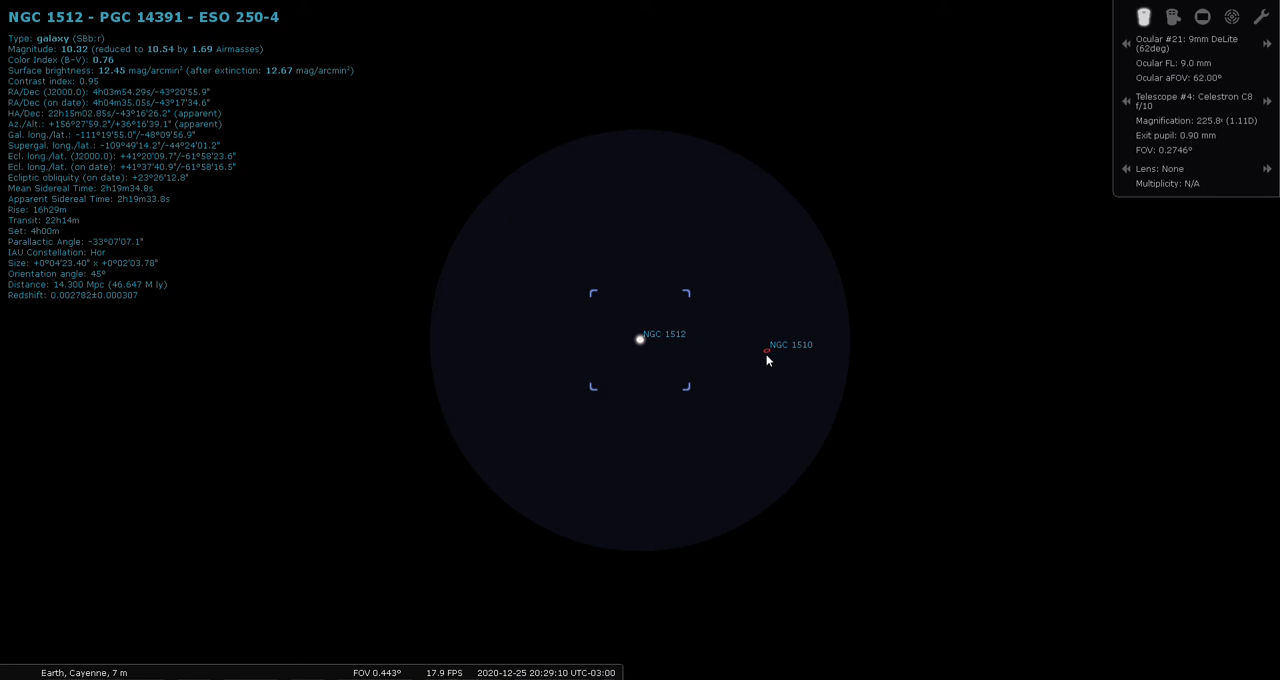 NGC 1512 - PGC 14391 - ESO 250-4
Type: galaxy (SBb:r)
Magnitude: 10.32 (reduced to 10.54 by 1.69 Airmasses)
Color Index (B-V): 0.76
Surface brightness: 12.45 mag/arcmin² (after extinction: 12.67 mag/arcmin²)
Contrast index: 0.95
RA/Dec (J2000.0): 4h03m54.29s/-43°20'55.9"
RA/Dec (on date): 4h04m35.05s/-43°17'34.6"
HA/Dec: 22h15m02.85s/-43°16'26.2" (apparent)
Az./Alt.: +156°27'59.2"/+36°16'39.1" (apparent)
Gal. long./lat.: -111°19'55.0"/-48°09'56.9"
Supergal. long./lat.: -109°49'14.2"/-44°24'01.2"
Ecl. long./lat. (J2000.0): +41°20'09.7"/-61°58'23.6"
Ecl. long./lat. (on date): +41°37'40.9"/-61°58'16.5"
Ecliptic obliquity (on date): +23°26'12.8"
Mean Sidereal Time: 2h19m34.8s
Apparent Sidereal Time: 2h19m33.8s
Rise: 16h29m
Transit: 22h14m
Set: 4h00m
Parallactic Angle: -33°07'07.1"
IAU Constellation: Hor
Size: +0°04'23.40" x +0°02'03.78"
Orientation angle: 45°
Distance: 14.300 Mpc (46.647 M ly)
Redshift: 0.002782±0.000307
Ocular #21: 9mm DeLite
(62deg)
Ocular FL: 9.0 mm
Ocular aFOV: 62.00°
Telescope #4: Celestron C8
f/10
Magnification: 225.8× (1.11D)
Exit pupil: 0.90 mm
FOV: 0.2746°
Lens: None
Multiplicity: N/A
NGC 1512
NGC 1510
Earth, Cayenne, 7 m FOV 0.443° 17.9 FPS 2020-12-25 20:29:10 UTC-03:00